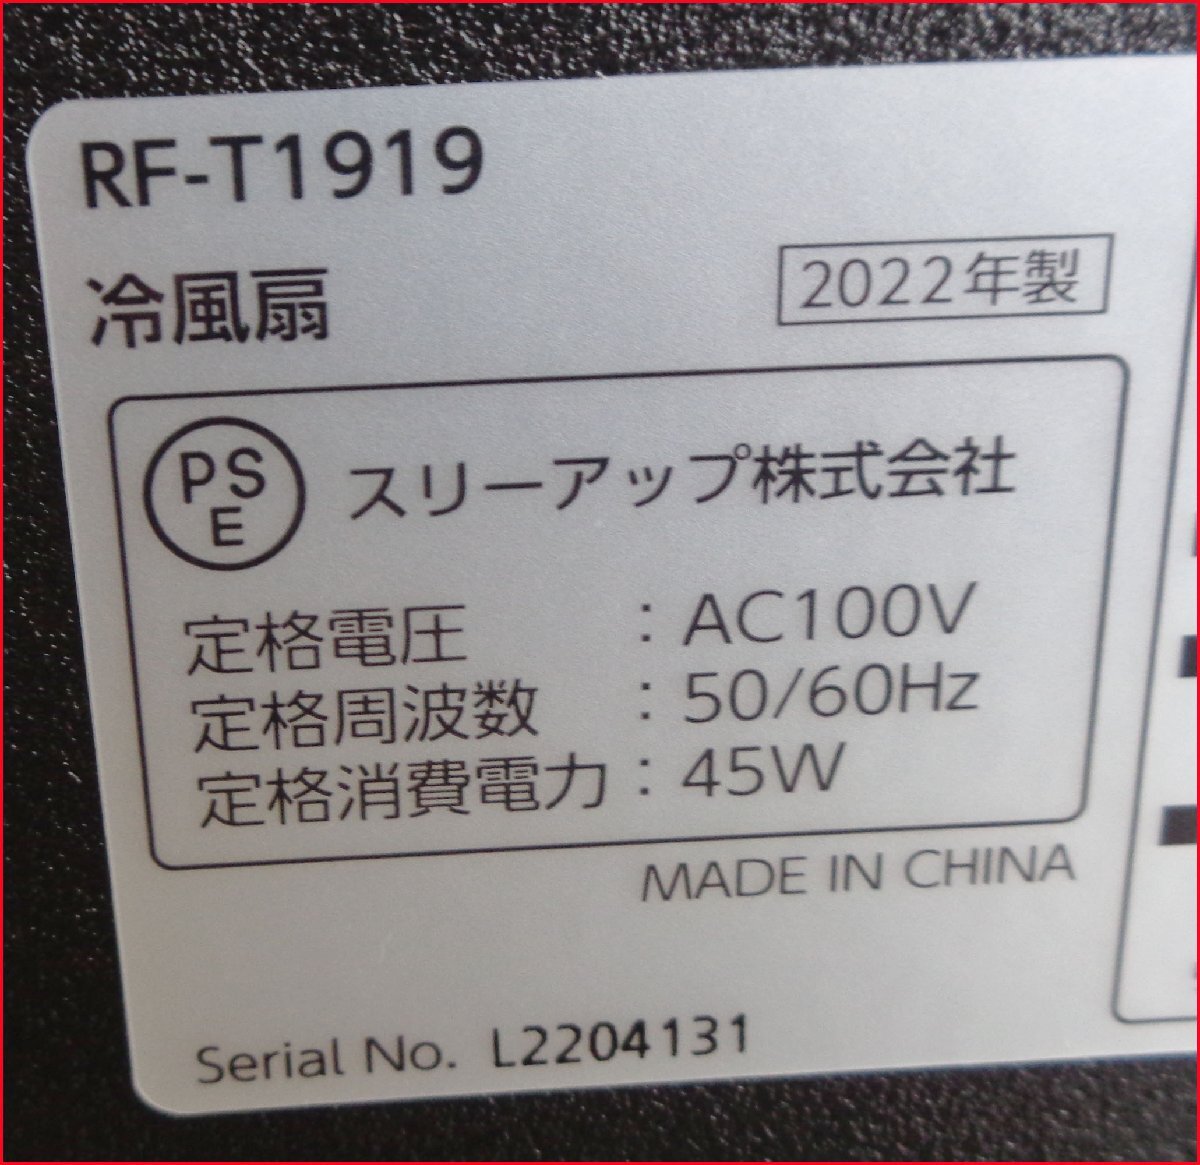 RF-T1919
冷風扇
2022年製
PS
E
スリーアップ株式会社
定格電圧 : AC100V
定格周波数 : 50/60Hz
定格消費電力 : 45W
MADE IN CHINA
Serial No. L2204131